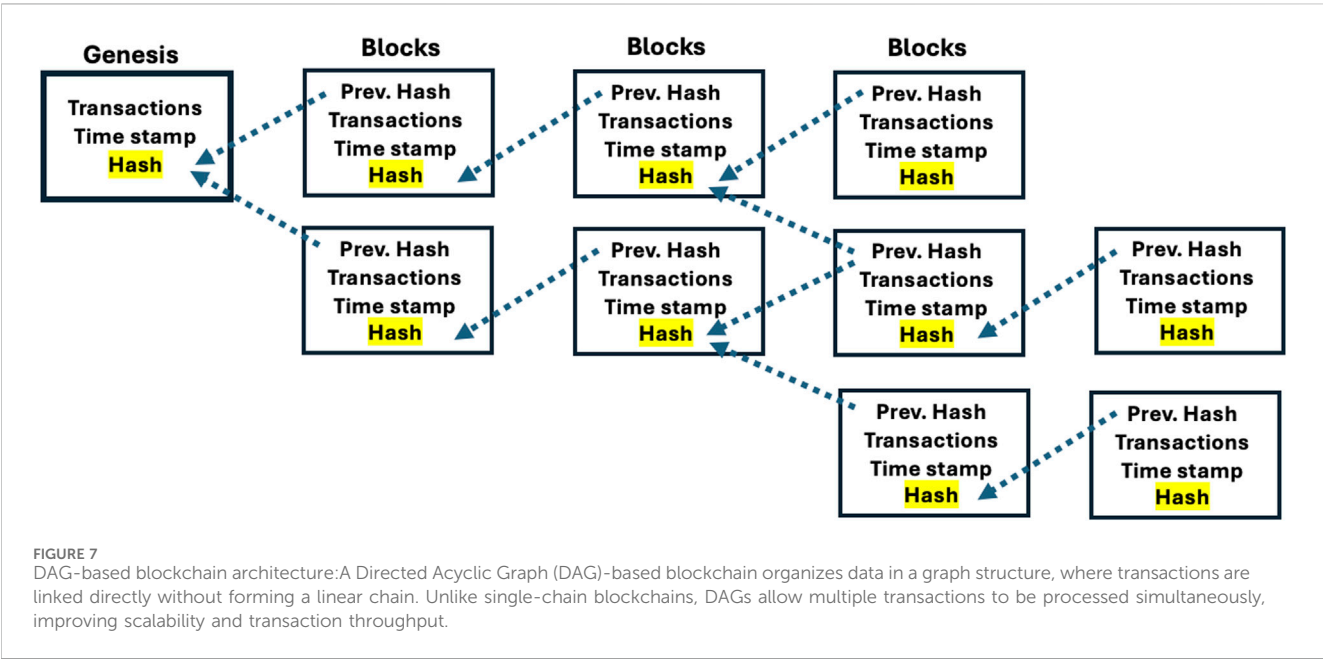 Genesis
Blocks
Blocks
Blocks
Transactions
Time stamp
Hash
Prev. Hash
Transactions
Time stamp
Hash
Prev. Hash
Transactions
Time stamp
Hash
Prev. Hash
Transactions
Time stamp
Hash
Prev. Hash
Transactions
Time stamp
Hash
Prev. Hash
Transactions
Time stamp
Hash
Prev. Hash
Transactions
Time stamp
Hash
Prev. Hash
Transactions
Time stamp
Hash
Prev. Hash
Transactions
Time stamp
Hash
Prev. Hash
Transactions
Time stamp
Hash
FIGURE 7
DAG-based blockchain architecture:A Directed Acyclic Graph (DAG)-based blockchain organizes data in a graph structure, where transactions are
linked directly without forming a linear chain. Unlike single-chain blockchains, DAGs allow multiple transactions to be processed simultaneously,
improving scalability and transaction throughput.